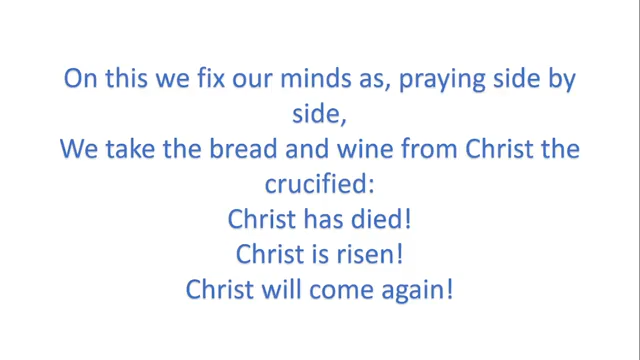 On this we fix our minds as, praying side by
side,
We take the bread and wine from Christ the
crucified:
Christ has died!
Christ is risen!
Christ will come again!